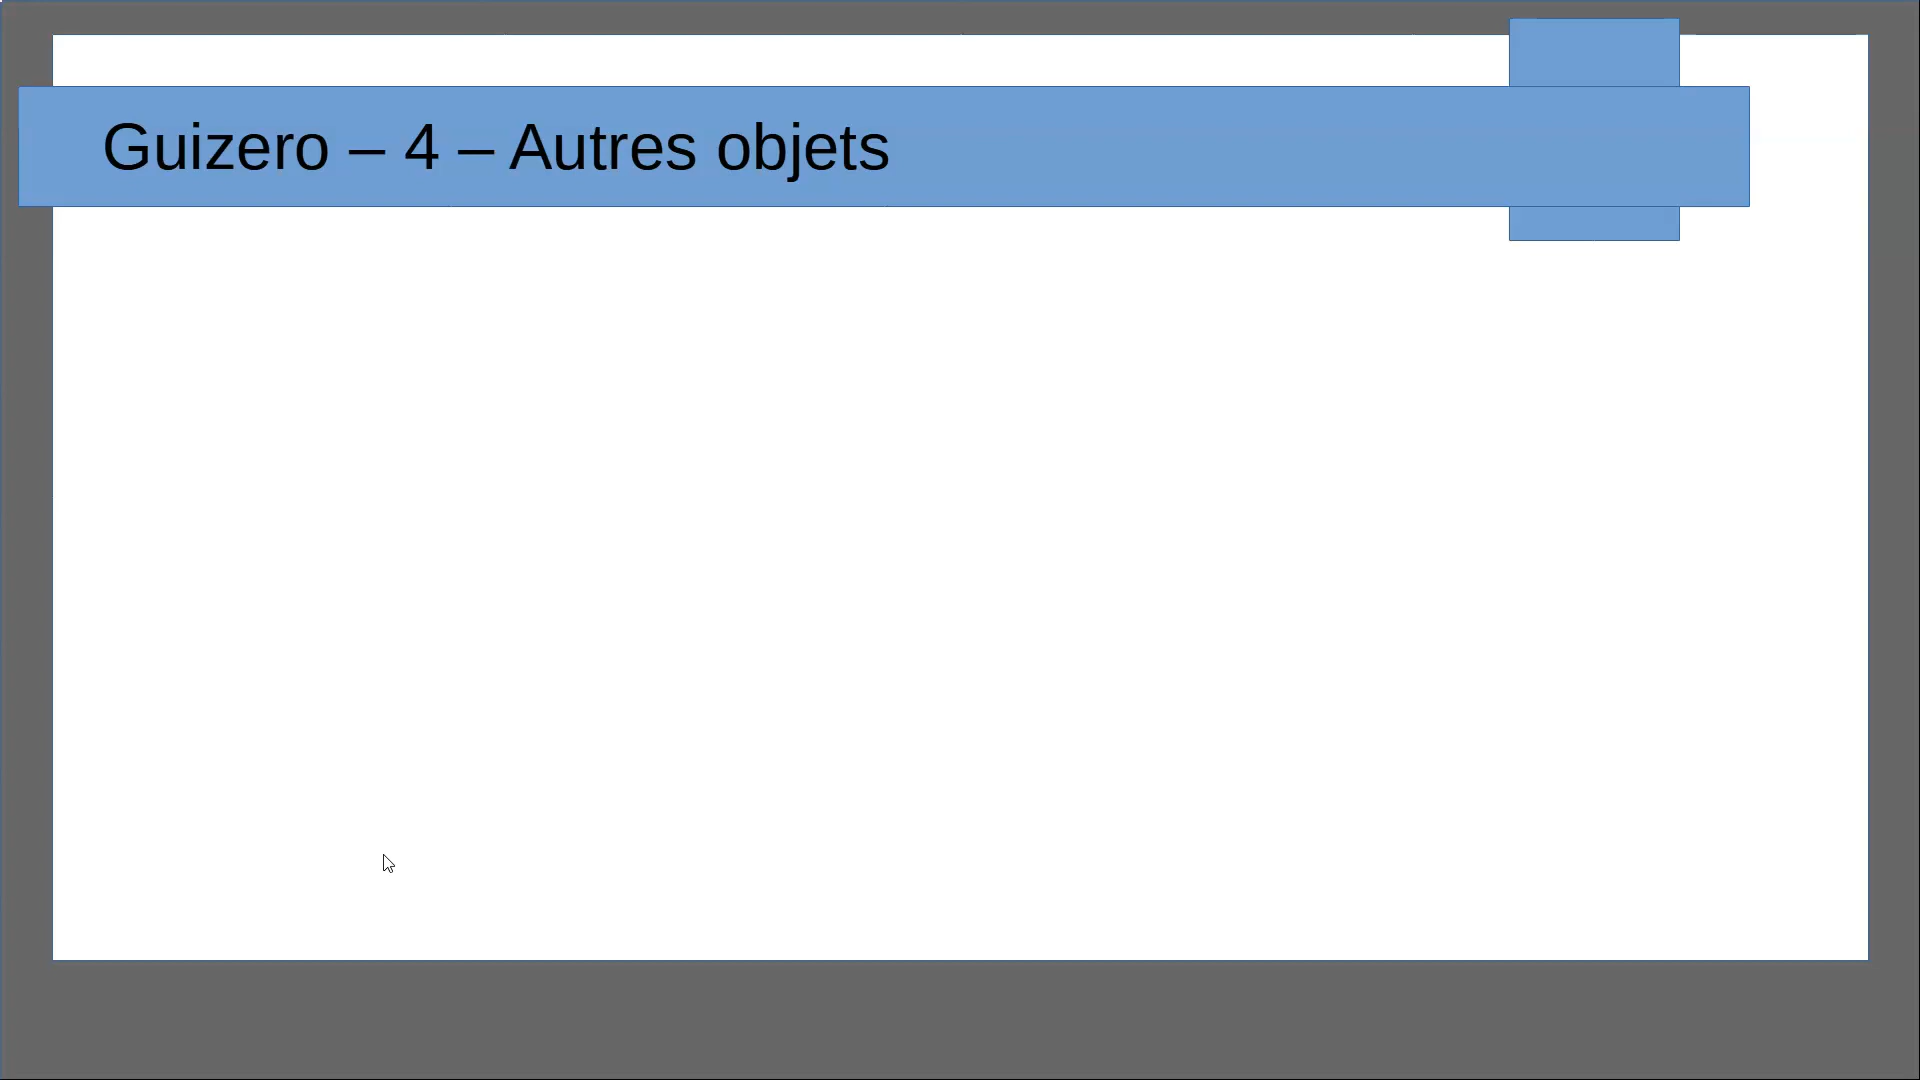 Guizero – 4 – Autres objets